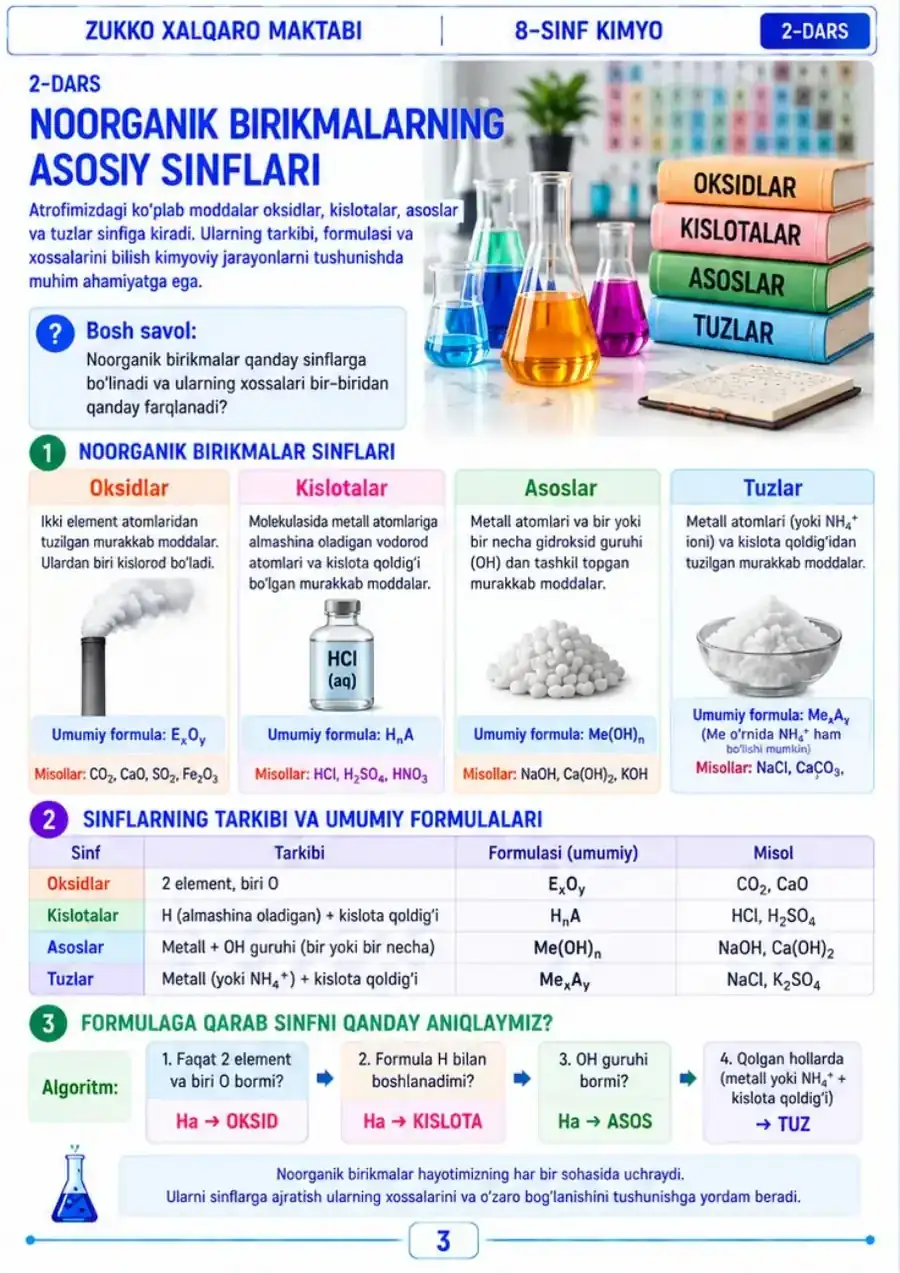 ZUKKO XALQARO MAKTABI
8-SINF KIMYO
2-DARS
2-DARS
NOORGANIK BIRIKMALARNING
ASOSIY SINFLARI
Atrofimizdagi ko'plab moddalar oksidlar, kislotalar, asoslar
va tuzlar sinfiga kiradi. Ularning tarkibi, formulasi va
xossalarini bilish kimyoviy jarayonlarni tushunishda
muhim ahamiyatga ega.
OKSIDLAR
KISLOTALAR
ASOSLAR
TUZLAR
?
Bosh savol:
Noorganik birikmalar qanday sinflarga
bo'linadi va ularning xossalari bir-biridan
qanday farqlanadi?
1 NOORGANIK BIRIKMALAR SINFLARI
Oksidlar
Ikki element atomlaridan
tuzilgan murakkab moddalar.
Ulardan biri kislorod bo'ladi.
Umumiy formula: EₓOᵧ
Misollar: CO₂, CaO, SO₂, Fe₂O₃
Kislotalar
Molekulasida metall atomlariga
almashina oladigan vodorod
atomlari va kislota qoldig'i
bo'lgan murakkab moddalar.
HCl
(aq)
Umumiy formula: HₙA
Misollar: HCl, H₂SO₄, HNO₃
Asoslar
Metall atomlari va bir yoki
bir necha gidroksid guruhi
(OH) dan tashkil topgan
murakkab moddalar.
Umumiy formula: Me(OH)ₙ
Misollar: NaOH, Ca(OH)₂, KOH
Tuzlar
Metall atomlari (yoki NH₄⁺
ioni) va kislota qoldig'idan
tuzilgan murakkab moddalar.
Umumiy formula: MeₓAᵧ
(Me o'rnida NH₄⁺ ham
bo'lishi mumkin)
Misollar: NaCl, CaCO₃,
2 SINFLARNING TARKIBI VA UMUMIY FORMULALARI
Sinf Tarkibi Formulasi (umumiy) Misol
Oksidlar 2 element, biri O EₓOᵧ CO₂, CaO
Kislotalar H (almashina oladigan) + kislota qoldig'i HₙA HCl, H₂SO₄
Asoslar Metall + OH guruhi (bir yoki bir necha) Me(OH)ₙ NaOH, Ca(OH)₂
Tuzlar Metall (yoki NH₄⁺) + kislota qoldig'i MeₓAᵧ NaCl, K₂SO₄
3 FORMULAGA QARAB SINFNI QANDAY ANIQLAYMIZ?
Algoritm:
1. Faqat 2 element
va biri O bormi?
Ha → OKSID
2. Formula H bilan
boshlanadimi?
Ha → KISLOTA
3. OH guruhi
bormi?
Ha → ASOS
4. Qolgan hollarda
(metall yoki NH₄⁺ +
kislota qoldig'i)
→ TUZ
Noorganik birikmalar hayotimizning har bir sohasida uchraydi.
Ularni sinflarga ajratish ularning xossalarini va o'zaro bog'lanishini tushunishga yordam beradi.
3